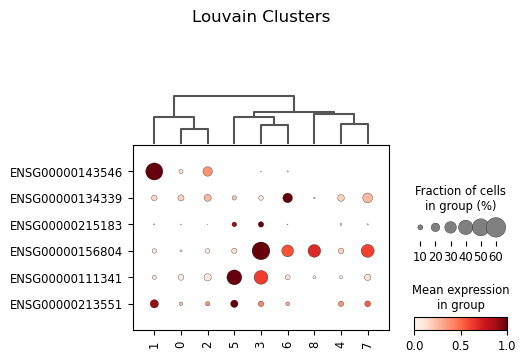 Louvain Clusters
ENSG00000143546
ENSG00000134339
ENSG00000215183
ENSG00000156804
ENSG00000111341
ENSG00000213551
1 0 2 5 3 6 8 4 7
Fraction of cells
in group (%)
10 20 30 40 50 60
Mean expression
in group
0.0 0.5 1.0